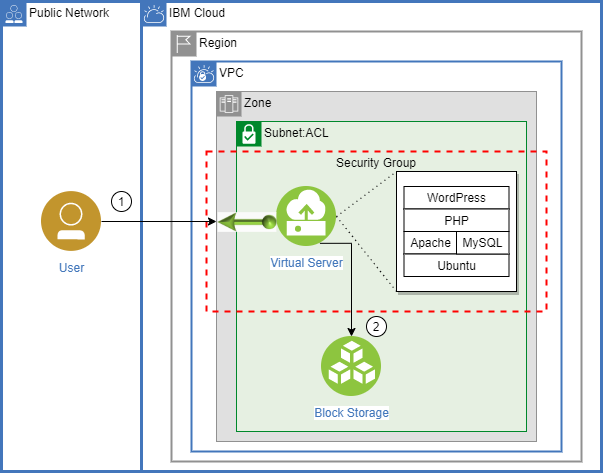 Public Network
IBM Cloud
Region
VPC
Zone
Subnet:ACL
Security Group
WordPress
PHP
Apache
MySQL
Ubuntu
1
User
Virtual Server
2
Block Storage